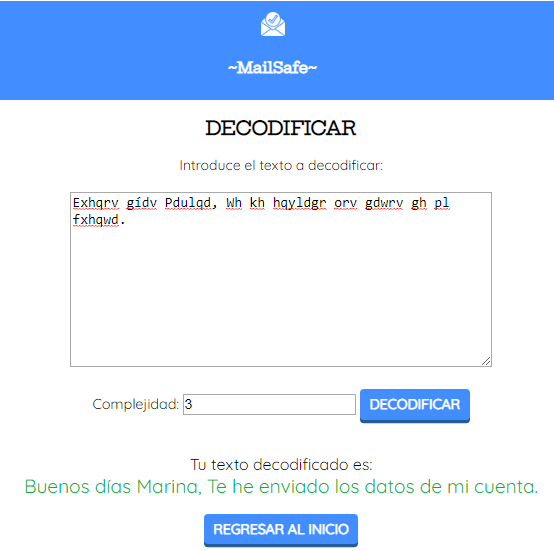 ~MailSafe~
DECODIFICAR
Introduce el texto a decodificar:
Exhqrv gídv Pdulqd, Wh kh hqyldgr orv gdwrv gh pl
fxhqwd.
Complejidad: 3 DECODIFICAR
Tu texto decodificado es:
Buenos días Marina, Te he enviado los datos de mi cuenta.
REGRESAR AL INICIO